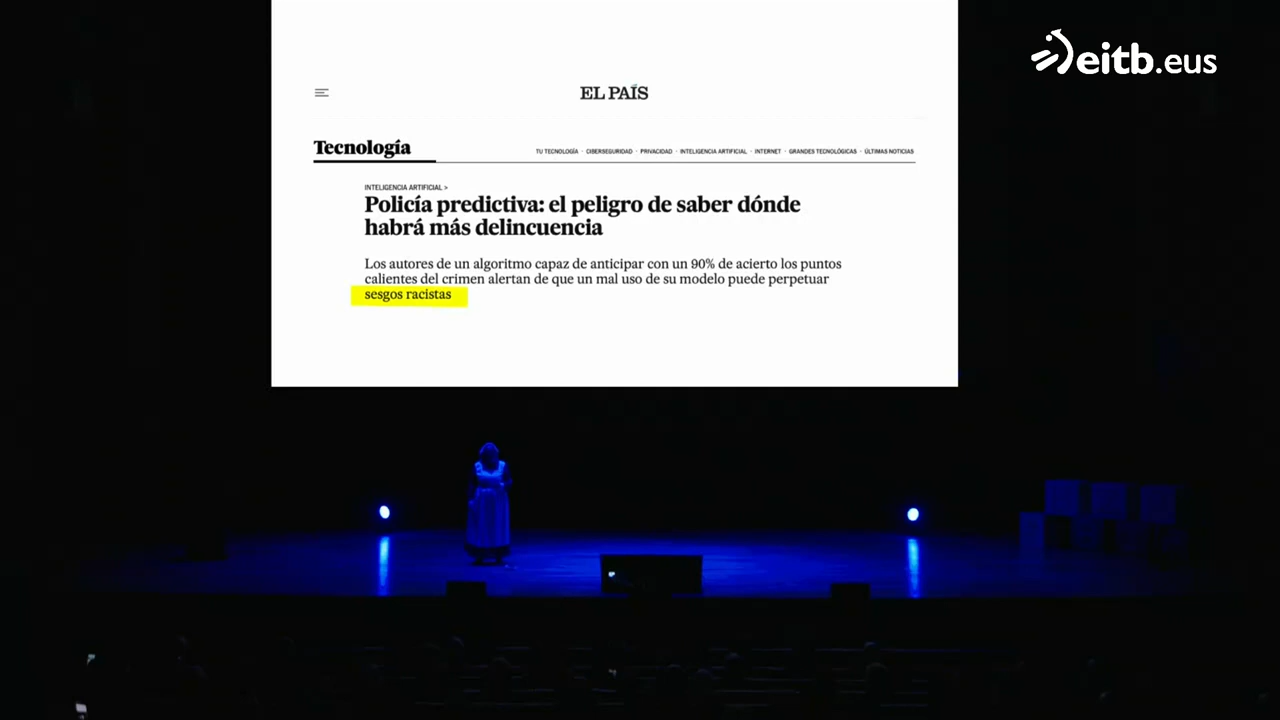 eitb.eus
EL PAÍS
Tecnología
TU TECNOLOGÍA · CIBERSEGURIDAD · PRIVACIDAD · INTELIGENCIA ARTIFICIAL · INTERNET · GRANDES TECNOLÓGICAS · ÚLTIMAS NOTICIAS
INTELIGENCIA ARTIFICIAL >
Policía predictiva: el peligro de saber dónde
habrá más delincuencia
Los autores de un algoritmo capaz de anticipar con un 90% de acierto los puntos
calientes del crimen alertan de que un mal uso de su modelo puede perpetuar
sesgos racistas